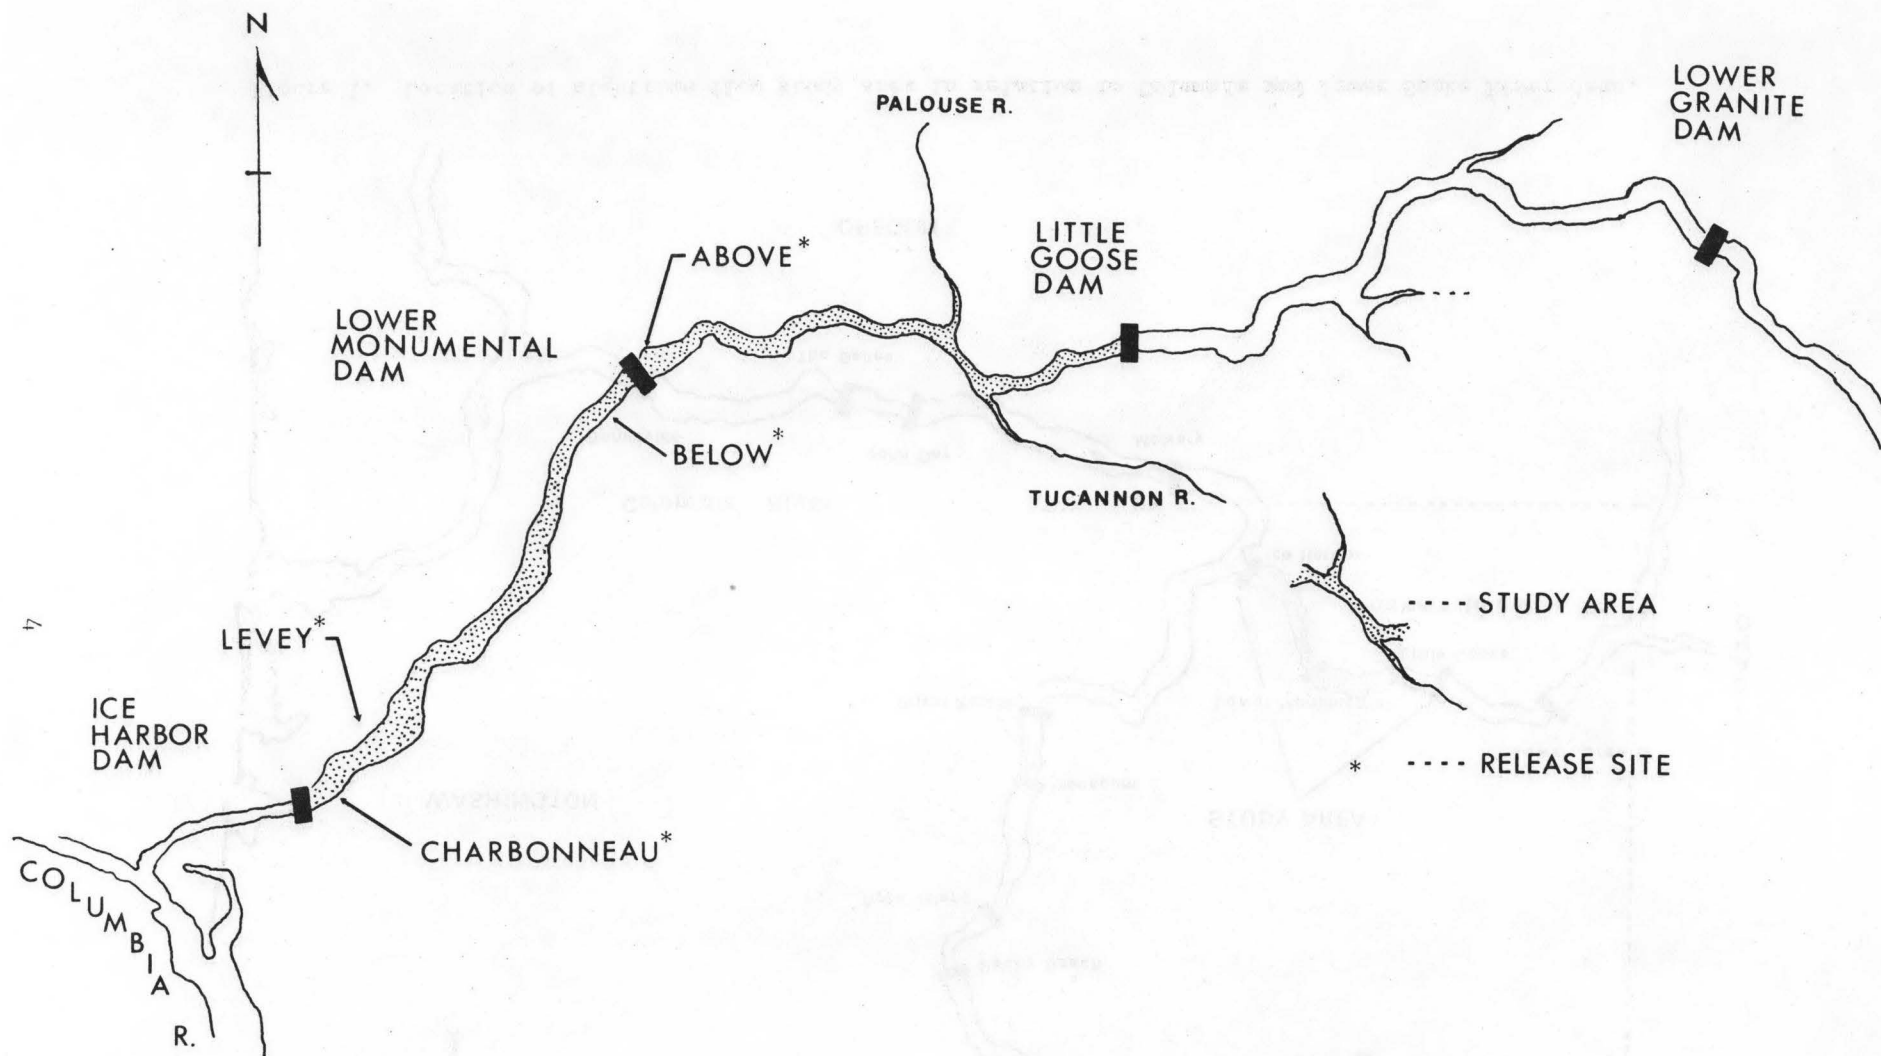 N
LOWER
GRANITE
DAM
PALOUSE R.
ABOVE*
LITTLE
GOOSE
DAM
LOWER
MONUMENTAL
DAM
BELOW*
TUCANNON R.
STUDY AREA
LEVEY*
4
ICE
HARBOR
DAM
* ---- RELEASE SITE
CHARBONNEAU*
COLUMBIA
R.